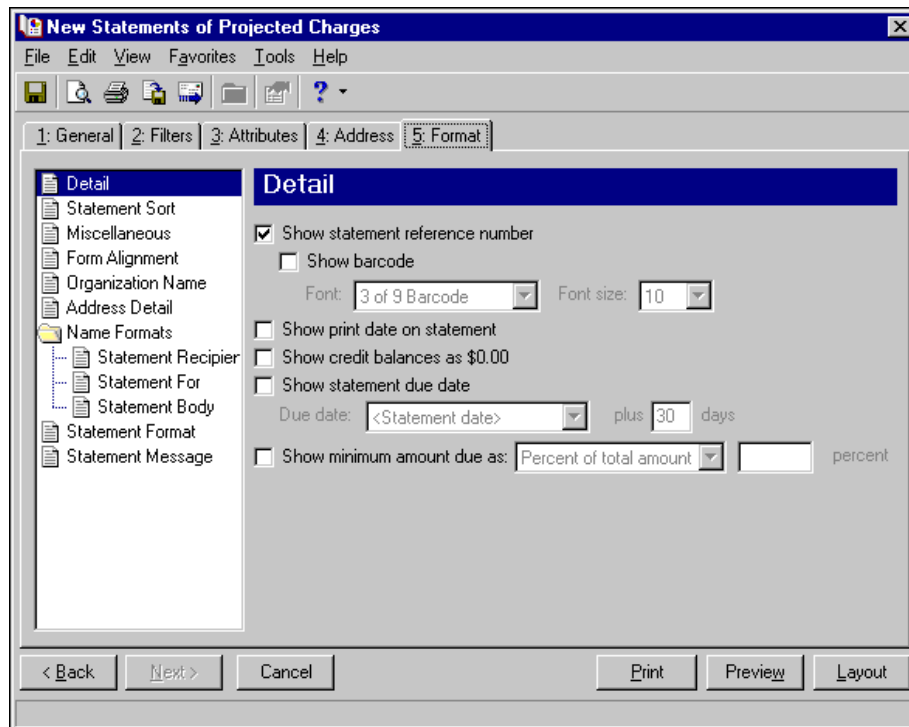 New Statements of Projected Charges
File Edit View Favorites Tools Help
?
1: General 2: Filters 3: Attributes 4: Address 5: Format
Detail
Statement Sort
Miscellaneous
Form Alignment
Organization Name
Address Detail
Name Formats
Statement Recipier
Statement For
Statement Body
Statement Format
Statement Message
Detail
Show statement reference number
Show barcode
Font: 3 of 9 Barcode Font size: 10
Show print date on statement
Show credit balances as $0.00
Show statement due date
Due date: <Statement date> plus 30 days
Show minimum amount due as: Percent of total amount percent
< Back Next > Cancel Print Preview Layout